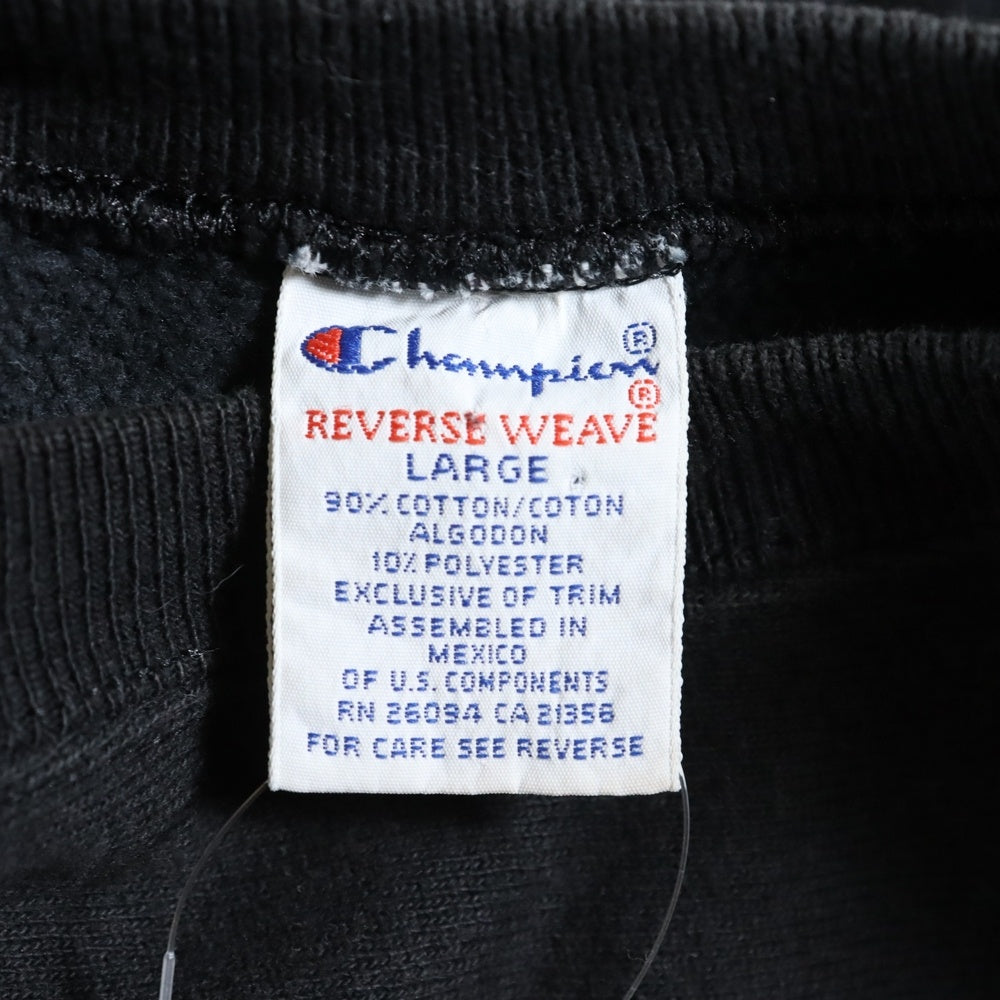 Champion®
REVERSE WEAVE®
LARGE
90% COTTON/COTON
ALGODON
10% POLYESTER
EXCLUSIVE OF TRIM
ASSEMBLED IN
MEXICO
OF U.S. COMPONENTS
RN 26094 CA 21356
FOR CARE SEE REVERSE